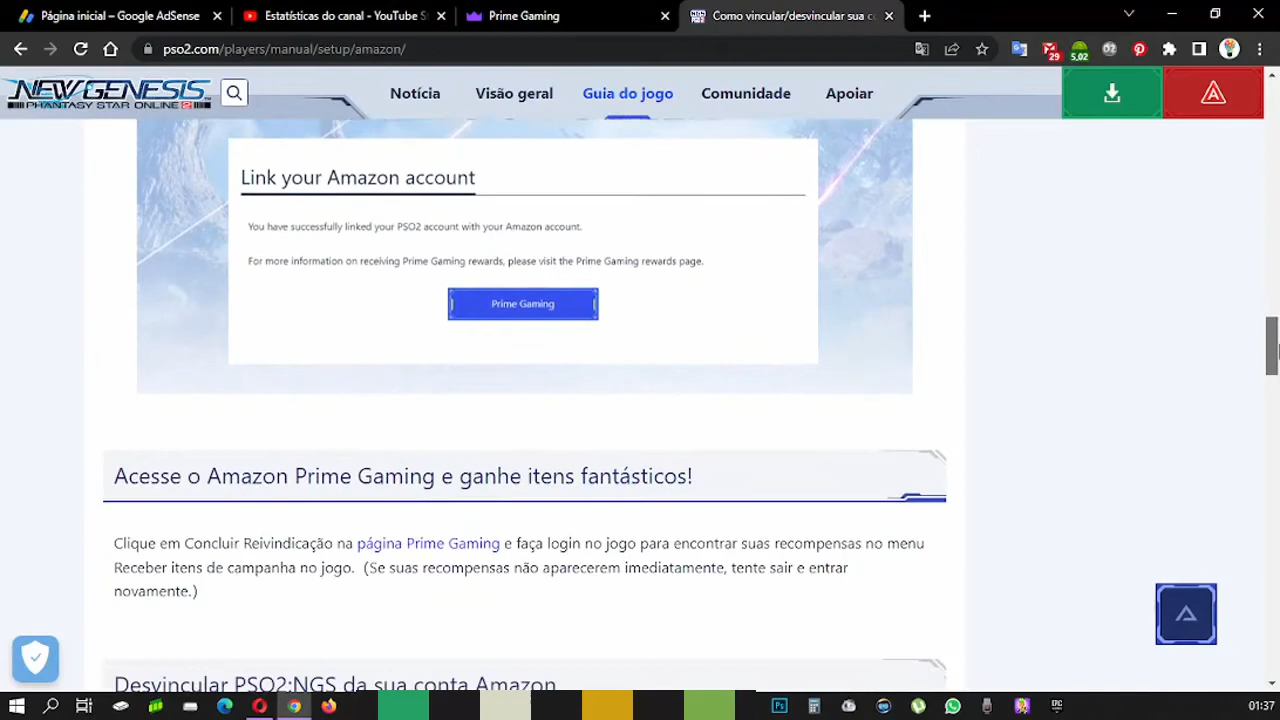 Página inicial – Google AdSense
Estatísticas do canal - YouTube S
Prime Gaming
Como vincular/desvincular sua co
pso2.com/players/manual/setup/amazon/
29
5,02
NEW GENESIS
PHANTASY STAR ONLINE 2
Notícia
Visão geral
Guia do jogo
Comunidade
Apoiar
Link your Amazon account
You have successfully linked your PSO2 account with your Amazon account.
For more information on receiving Prime Gaming rewards, please visit the Prime Gaming rewards page.
Prime Gaming
Acesse o Amazon Prime Gaming e ganhe itens fantásticos!
Clique em Concluir Reivindicação na página Prime Gaming e faça login no jogo para encontrar suas recompensas no menu
Receber itens de campanha no jogo. (Se suas recompensas não aparecerem imediatamente, tente sair e entrar
novamente.)
Desvincular PSO2:NGS da sua conta Amazon
Ps
EPIC
01:37